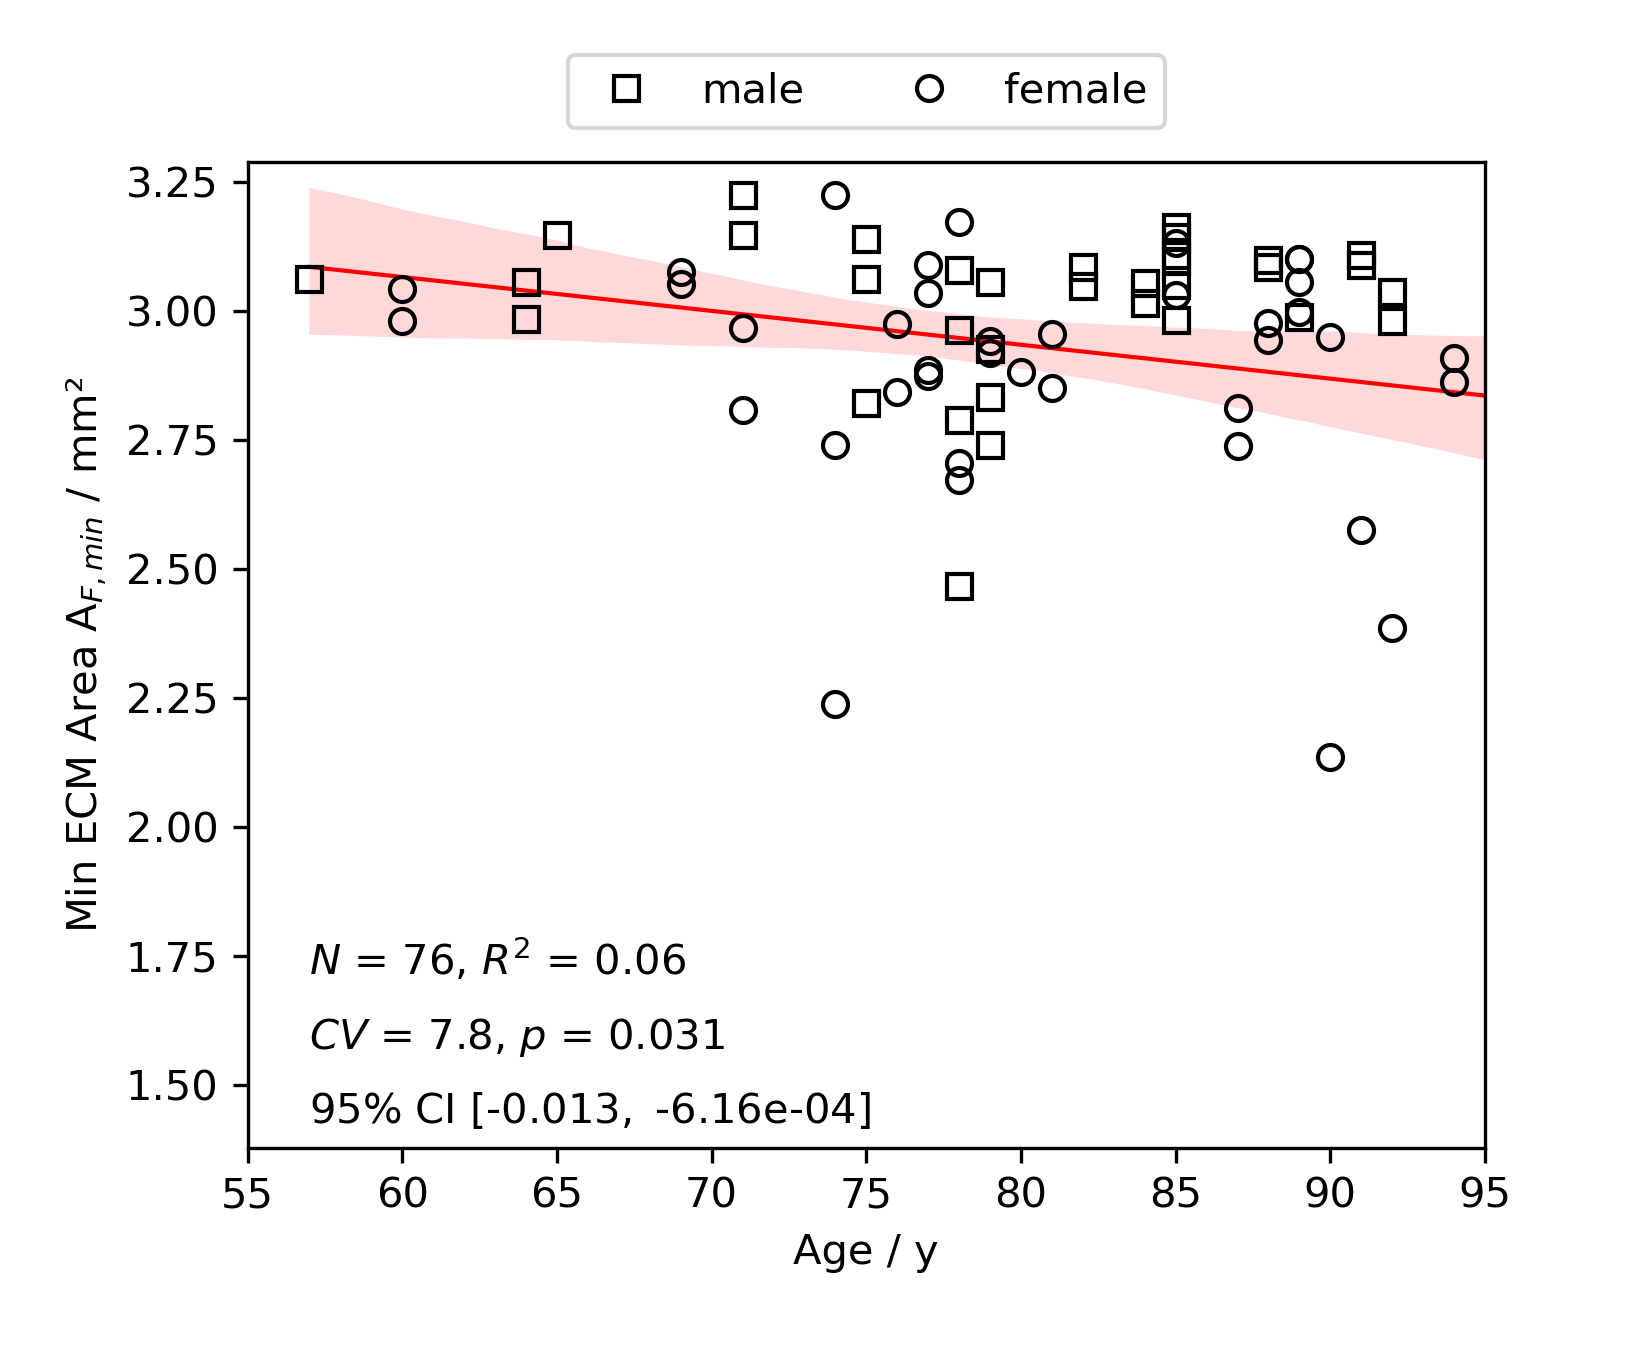 male female
3.25
3.00
2.75
2.50
2.25
2.00
1.75
1.50
Min ECM Area A_{F,min} / mm²
N = 76, R² = 0.06
CV = 7.8, p = 0.031
95% CI [-0.013, -6.16e-04]
55 60 65 70 75 80 85 90 95
Age / y